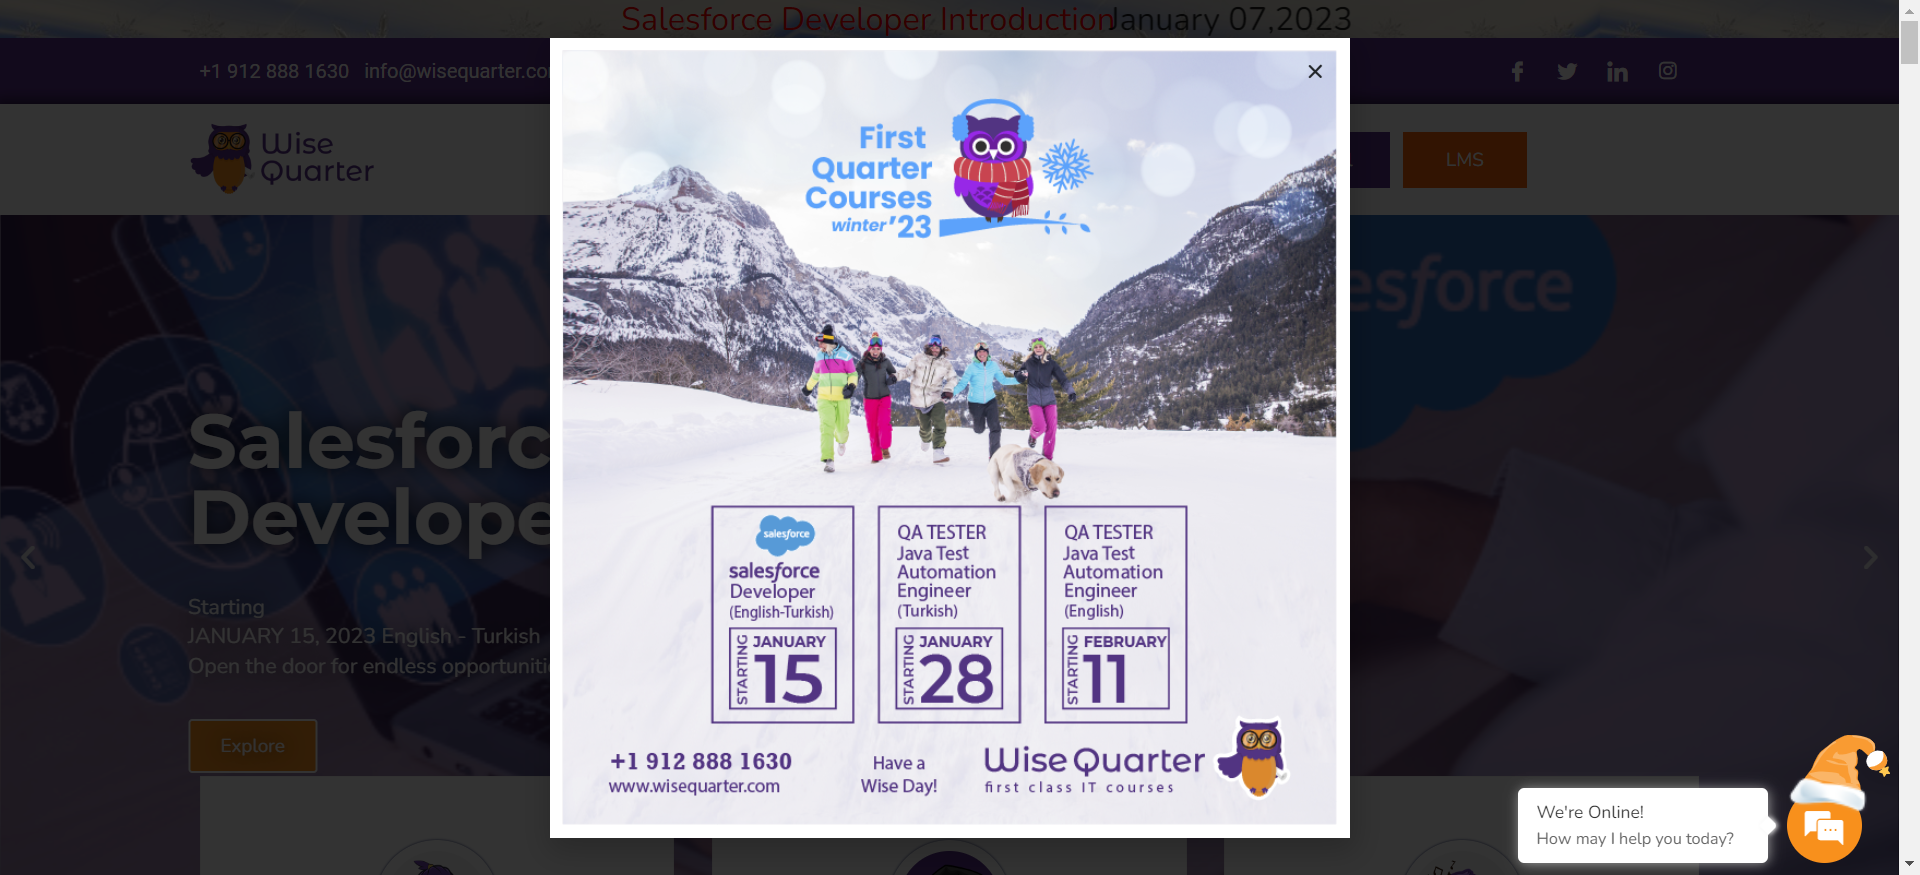 Salesforce Developer Introduction January 07,2023
+1 912 888 1630 info@wisequarter.co
Wise
Quarter
LMS
Salesforc
Develope
Starting
JANUARY 15, 2023 English - Turkish
Open the door for endless opportuniti
Explore
esforce
First
Quarter
Courses
winter '23
salesforce
salesforce
Developer
(English-Turkish)
STARTING
JANUARY
15
QA TESTER
Java Test
Automation
Engineer
(Turkish)
STARTING
JANUARY
28
QA TESTER
Java Test
Automation
Engineer
(English)
STARTING
FEBRUARY
11
+1 912 888 1630
www.wisequarter.com
Have a
Wise Day!
Wise Quarter
first class IT courses
We're Online!
How may I help you today?